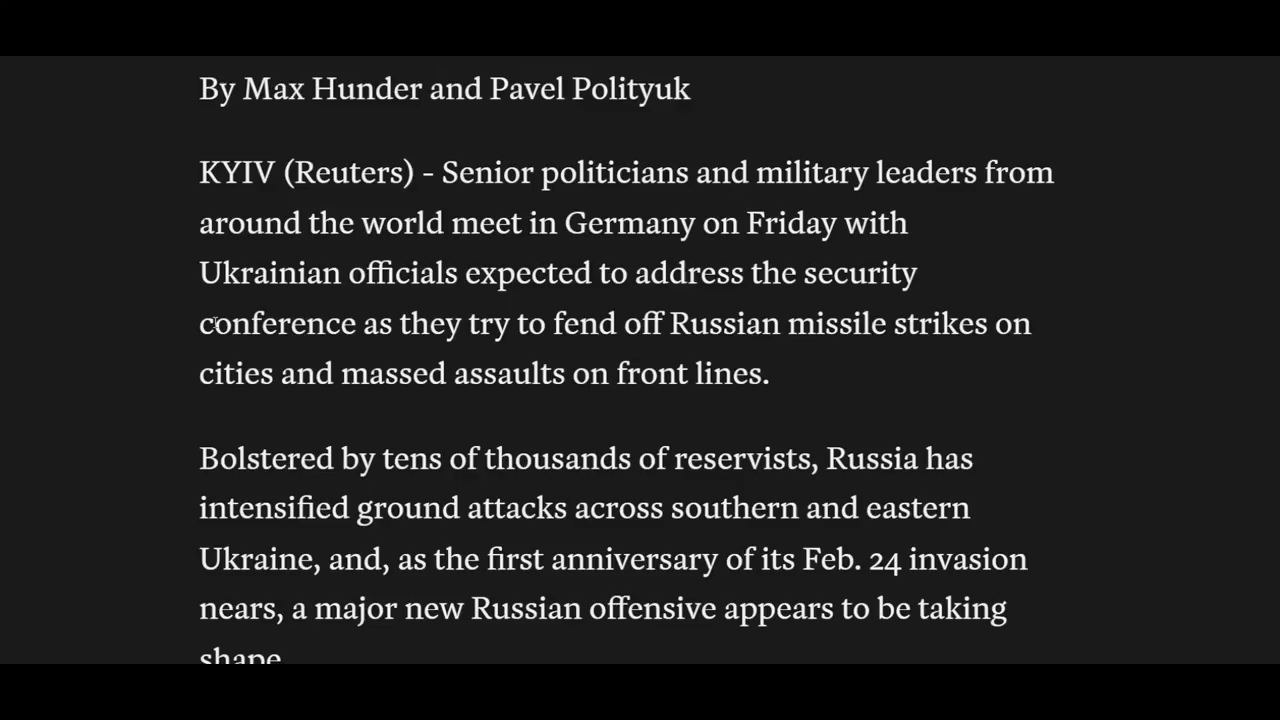 By Max Hunder and Pavel Polityuk
KYIV (Reuters) - Senior politicians and military leaders from
around the world meet in Germany on Friday with
Ukrainian officials expected to address the security
conference as they try to fend off Russian missile strikes on
cities and massed assaults on front lines.
Bolstered by tens of thousands of reservists, Russia has
intensified ground attacks across southern and eastern
Ukraine, and, as the first anniversary of its Feb. 24 invasion
nears, a major new Russian offensive appears to be taking
shape.